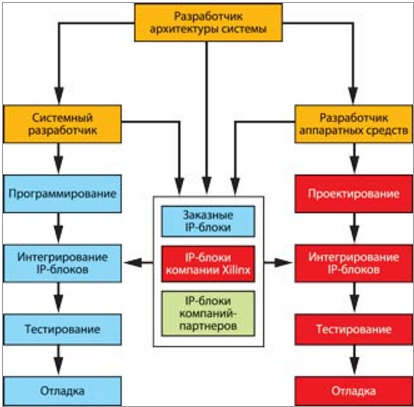 Разработчик
архитектуры системы
Системный
разработчик
Разработчик
аппаратных средств
Программирование
Заказные
IP-блоки
Проектирование
Интегрирование
IP-блоков
IP-блоки
компании Xilinx
Интегрирование
IP-блоков
IP-блоки
компаний-
партнеров
Тестирование
Тестирование
Отладка
Отладка